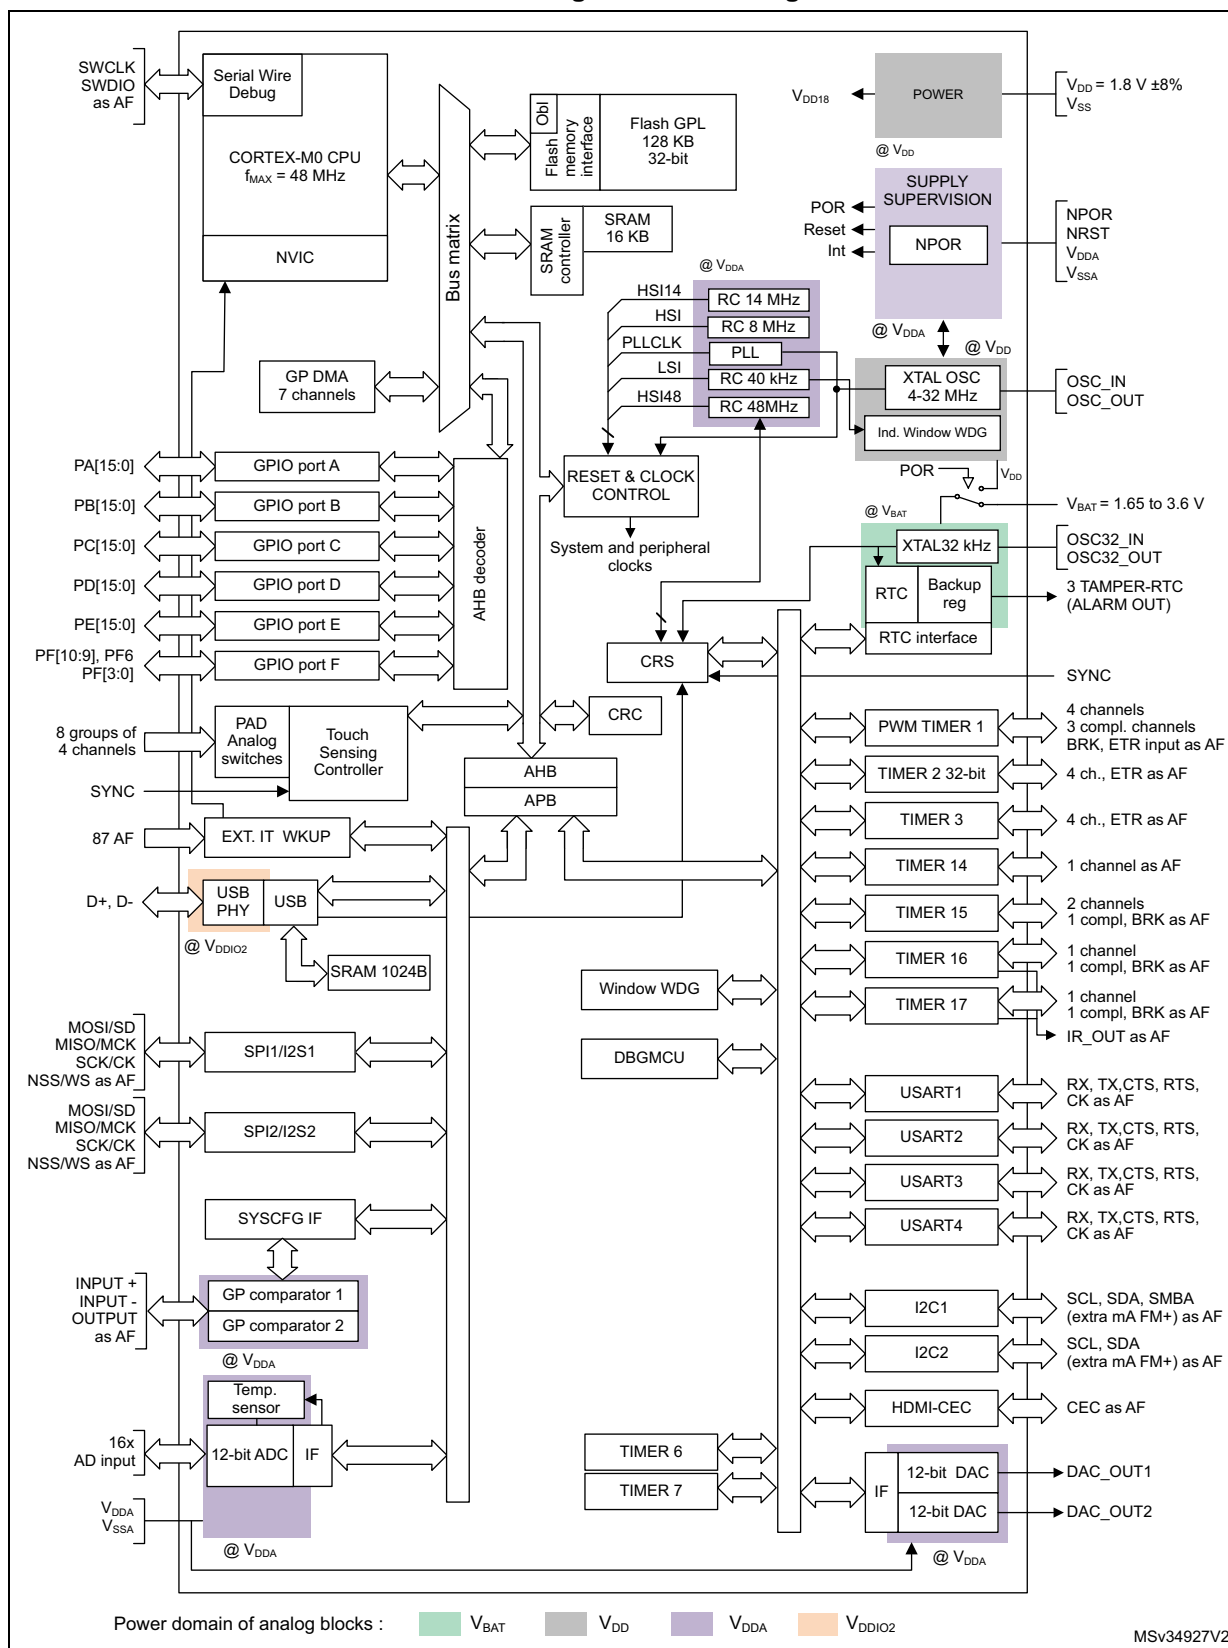 SWCLK
SWDIO
as AF
Serial Wire
Debug
CORTEX-M0 CPU
fMAX = 48 MHz
NVIC
Bus matrix
Obl
Flash
memory
interface
Flash GPL
128 KB
32-bit
SRAM
controller
SRAM
16 KB
VDD18
POWER
VDD = 1.8 V ±8%
VSS
@ VDD
SUPPLY
SUPERVISION
POR
Reset
Int
NPOR
NPOR
NRST
VDDA
VSSA
@ VDDA
@ VDDA
HSI14
RC 14 MHz
HSI
RC 8 MHz
PLLCLK
PLL
LSI
RC 40 kHz
HSI48
RC 48MHz
@ VDD
XTAL OSC
4-32 MHz
OSC_IN
OSC_OUT
Ind. Window WDG
GP DMA
7 channels
POR
VDD
VBAT = 1.65 to 3.6 V
@ VBAT
RESET & CLOCK
CONTROL
System and peripheral
clocks
XTAL32 kHz
OSC32_IN
OSC32_OUT
RTC
Backup
reg
3 TAMPER-RTC
(ALARM OUT)
RTC interface
PA[15:0]
GPIO port A
PB[15:0]
GPIO port B
PC[15:0]
GPIO port C
PD[15:0]
GPIO port D
PE[15:0]
GPIO port E
PF[10:9], PF6
PF[3:0]
GPIO port F
AHB decoder
CRS
SYNC
8 groups of
4 channels
PAD
Analog
switches
Touch
Sensing
Controller
SYNC
CRC
AHB
APB
87 AF
EXT. IT WKUP
D+, D-
USB
PHY
USB
@ VDDIO2
SRAM 1024B
PWM TIMER 1
4 channels
3 compl. channels
BRK, ETR input as AF
TIMER 2 32-bit
4 ch., ETR as AF
TIMER 3
4 ch., ETR as AF
TIMER 14
1 channel as AF
TIMER 15
2 channels
1 compl, BRK as AF
TIMER 16
1 channel
1 compl, BRK as AF
TIMER 17
1 channel
1 compl, BRK as AF
IR_OUT as AF
Window WDG
DBGMCU
MOSI/SD
MISO/MCK
SCK/CK
NSS/WS as AF
SPI1/I2S1
MOSI/SD
MISO/MCK
SCK/CK
NSS/WS as AF
SPI2/I2S2
USART1
RX, TX,CTS, RTS,
CK as AF
USART2
RX, TX,CTS, RTS,
CK as AF
USART3
RX, TX,CTS, RTS,
CK as AF
USART4
RX, TX,CTS, RTS,
CK as AF
SYSCFG IF
INPUT +
INPUT -
OUTPUT
as AF
GP comparator 1
GP comparator 2
@ VDDA
I2C1
SCL, SDA, SMBA
(extra mA FM+) as AF
I2C2
SCL, SDA
(extra mA FM+) as AF
HDMI-CEC
CEC as AF
Temp.
sensor
16x
AD input
12-bit ADC
IF
VDDA
VSSA
@ VDDA
TIMER 6
TIMER 7
IF
12-bit DAC
DAC_OUT1
12-bit DAC
DAC_OUT2
@ VDDA
Power domain of analog blocks :
VBAT
VDD
VDDA
VDDIO2
MSv34927V2